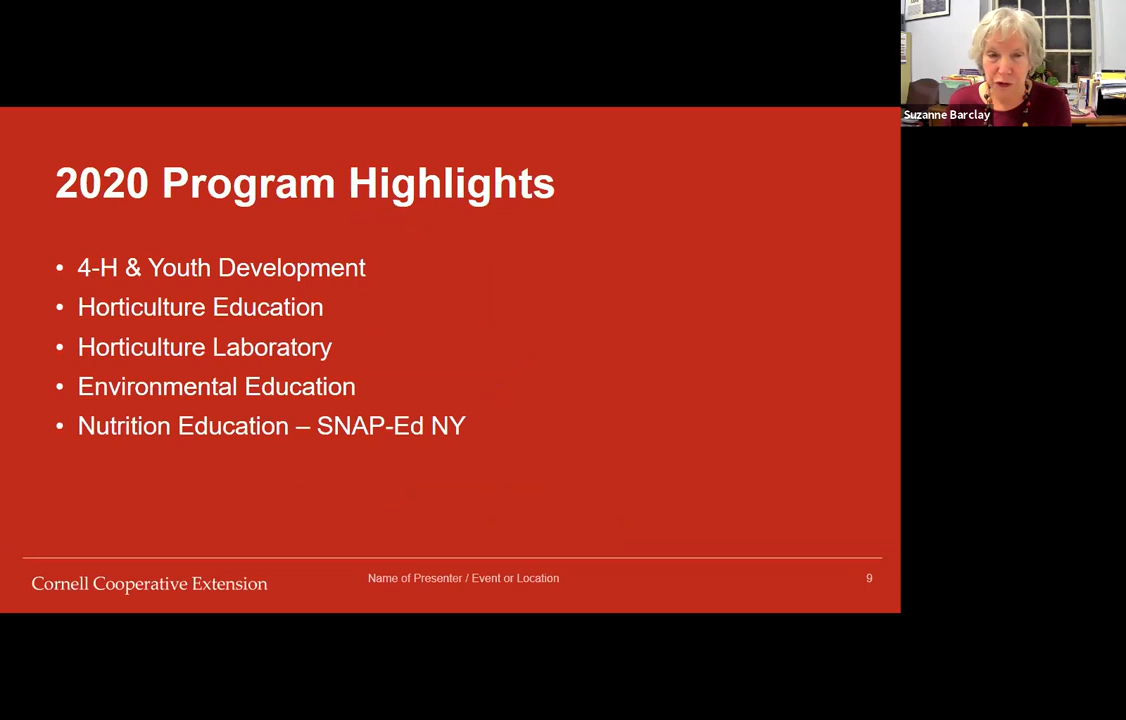 Suzanne Barclay
2020 Program Highlights
• 4-H & Youth Development
• Horticulture Education
• Horticulture Laboratory
• Environmental Education
• Nutrition Education – SNAP-Ed NY
Cornell Cooperative Extension
Name of Presenter / Event or Location
9